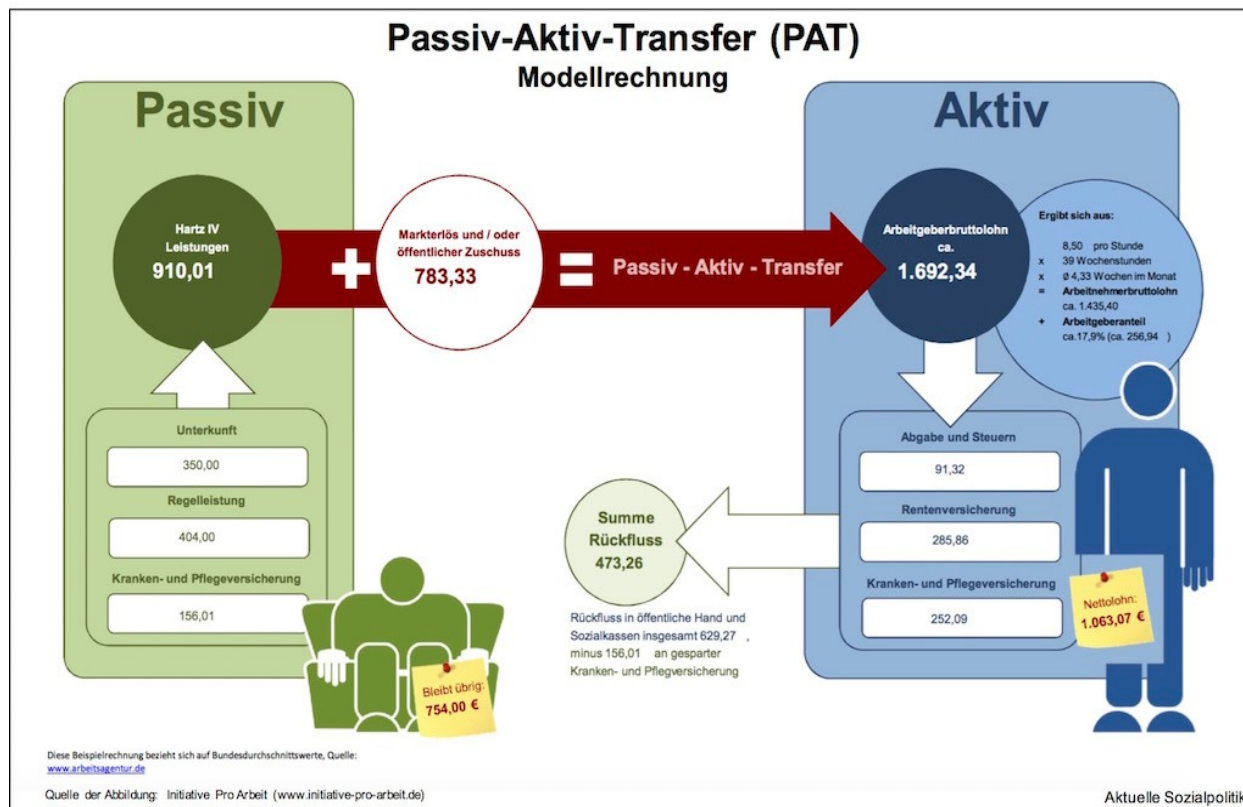 Passiv-Aktiv-Transfer (PAT)
Modellrechnung
Passiv
Hartz IV
Leistungen
910,01
+
Markterlös und / oder
öffentlicher Zuschuss
783,33
=
Passiv - Aktiv - Transfer
Aktiv
Arbeitgeberbruttolohn
ca.
1.692,34
Ergibt sich aus:
8,50 pro Stunde
x 39 Wochenstunden
x Ø 4,33 Wochen im Monat
= Arbeitnehmerbruttolohn
ca. 1.435,40
+ Arbeitgeberanteil
ca.17,9% (ca. 256,94 )
Unterkunft
350,00
Regelleistung
404,00
Kranken- und Pflegeversicherung
156,01
Bleibt übrig:
754,00 €
Summe
Rückfluss
473,26
Rückfluss in öffentliche Hand und
Sozialkassen insgesamt 629,27 ,
minus 156,01 an gesparter
Kranken- und Pflegversicherung
Abgabe und Steuern
91,32
Rentenversicherung
285,86
Kranken- und Pflegeversicherung
252,09
Nettolohn:
1.063,07 €
Diese Beispielrechnung bezieht sich auf Bundesdurchschnittswerte, Quelle:
www.arbeitsagentur.de
Quelle der Abbildung: Initiative Pro Arbeit (www.initiative-pro-arbeit.de)
Aktuelle Sozialpolitik